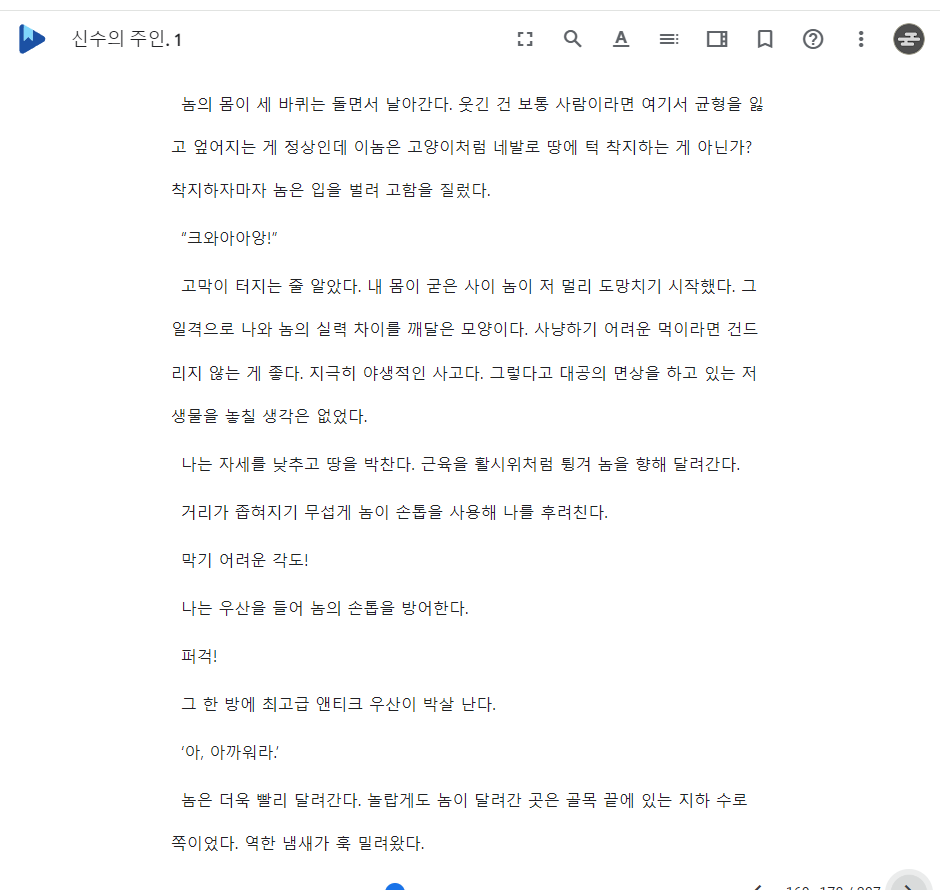 신수의 주인. 1
놈의 몸이 세 바퀴는 돌면서 날아간다. 웃긴 건 보통 사람이라면 여기서 균형을 잃
고 엎어지는 게 정상인데 이놈은 고양이처럼 네발로 땅에 턱 착지하는 게 아닌가?
착지하자마자 놈은 입을 벌려 고함을 질렀다.
“크와아아앙!”
고막이 터지는 줄 알았다. 내 몸이 굳은 사이 놈이 저 멀리 도망치기 시작했다. 그
일격으로 나와 놈의 실력 차이를 깨달은 모양이다. 사냥하기 어려운 먹이라면 건드
리지 않는 게 좋다. 지극히 야생적인 사고다. 그렇다고 대공의 면상을 하고 있는 저
생물을 놓칠 생각은 없었다.
나는 자세를 낮추고 땅을 박찬다. 근육을 활시위처럼 튕겨 놈을 향해 달려간다.
거리가 좁혀지기 무섭게 놈이 손톱을 사용해 나를 후려친다.
막기 어려운 각도!
나는 우산을 들어 놈의 손톱을 방어한다.
퍼걱!
그 한 방에 최고급 앤티크 우산이 박살 난다.
‘아, 아까워라.’
놈은 더욱 빨리 달려간다. 놀랍게도 놈이 달려간 곳은 골목 끝에 있는 지하 수로
쪽이었다. 역한 냄새가 훅 밀려왔다.